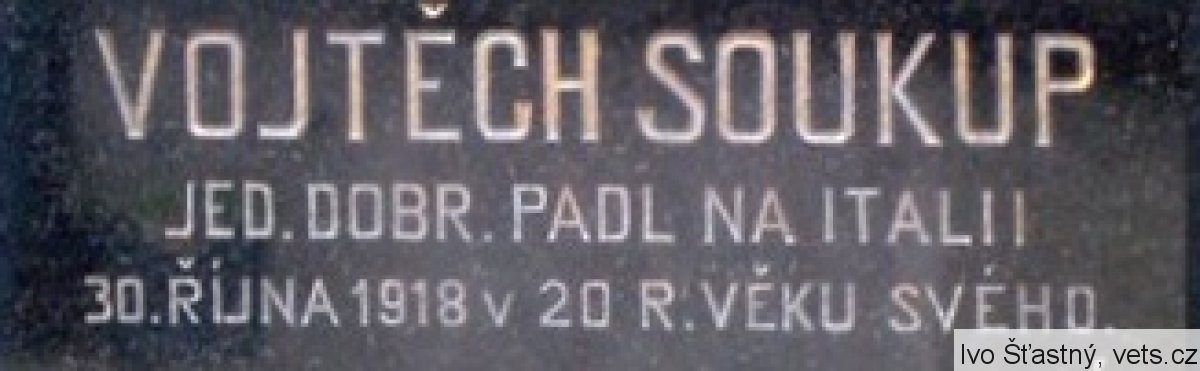 VOJTĚCH SOUKUP
JED. DOBR. PADL NA ITALII
30. ŘÍJNA 1918 V 20 R. VĚKU SVÉHO.
Ivo Šťastný, vets.cz